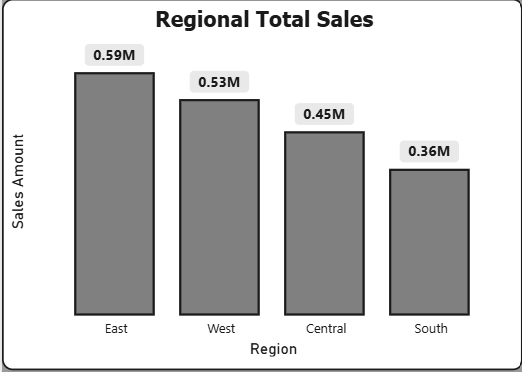 Regional Total Sales
0.59M
0.53M
0.45M
0.36M
Sales Amount
East West Central South
Region